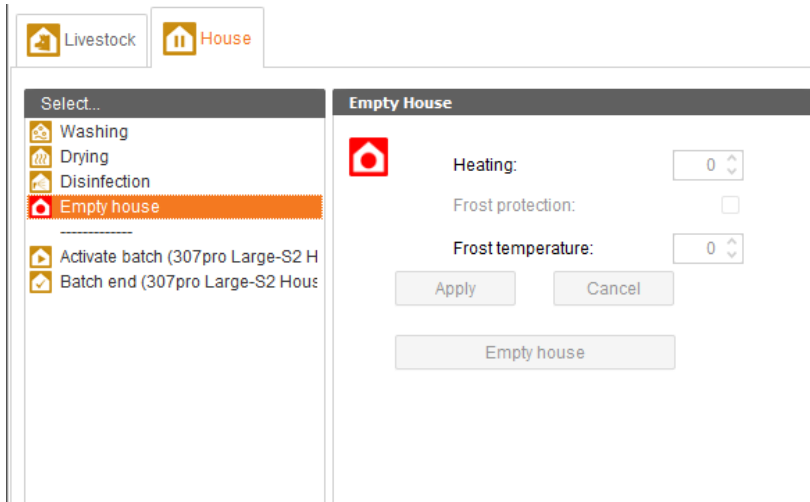 Livestock
House
Select...
Washing
Drying
Disinfection
Empty house
-------------
Activate batch (307pro Large-S2 H
Batch end (307pro Large-S2 Hous
Empty House
Heating: 0
Frost protection:
Frost temperature: 0
Apply Cancel
Empty house